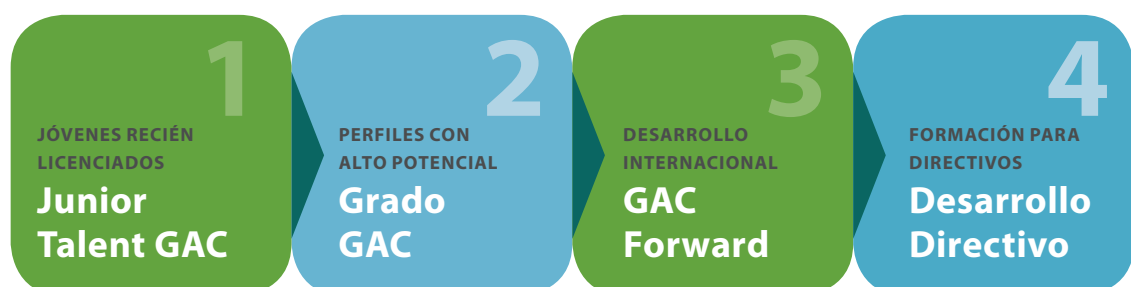 1
JÓVENES RECIÉN
LICENCIADOS
Junior
Talent GAC
2
PERFILES CON
ALTO POTENCIAL
Grado
GAC
3
DESARROLLO
INTERNACIONAL
GAC
Forward
4
FORMACIÓN PARA
DIRECTIVOS
Desarrollo
Directivo